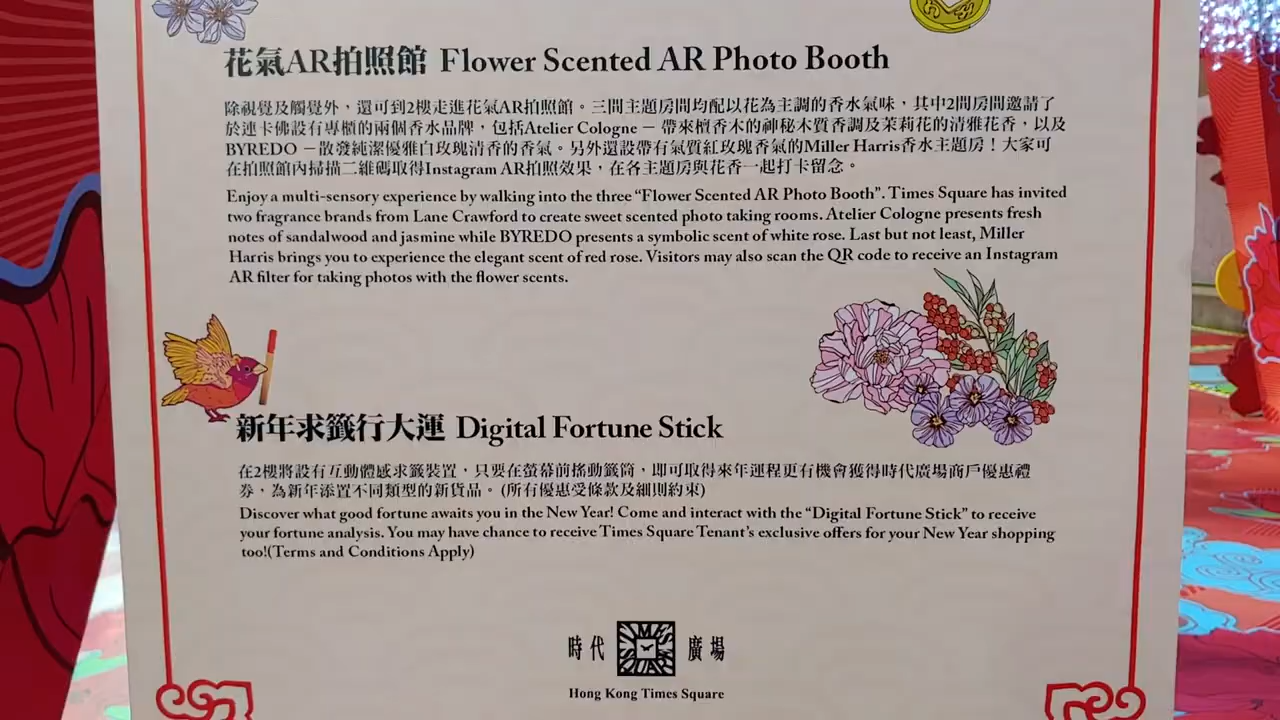 花氣AR拍照館 Flower Scented AR Photo Booth
除視覺及觸覺外，還可到2樓走進花氣AR拍照館。三間主題房間均配以花為主調的香水氣味，其中2間房間邀請了
於連卡佛設有專櫃的兩個香水品牌，包括Atelier Cologne － 帶來檀香木的神秘木質香調及茉莉花的清雅花香，以及
BYREDO －散發純潔優雅白玫瑰清香的香氣。另外還設帶有氣質紅玫瑰香氣的Miller Harris香水主題房！大家可
在拍照館內掃描二維碼取得Instagram AR拍照效果，在各主題房與花香一起打卡留念。
Enjoy a multi-sensory experience by walking into the three “Flower Scented AR Photo Booth”. Times Square has invited
two fragrance brands from Lane Crawford to create sweet scented photo taking rooms. Atelier Cologne presents fresh
notes of sandalwood and jasmine while BYREDO presents a symbolic scent of white rose. Last but not least, Miller
Harris brings you to experience the elegant scent of red rose. Visitors may also scan the QR code to receive an Instagram
AR filter for taking photos with the flower scents.
新年求籤行大運 Digital Fortune Stick
在2樓將設有互動體感求籤裝置，只要在螢幕前搖動籤筒，即可取得來年運程更有機會獲得時代廣場商戶優惠禮
券，為新年添置不同類型的新貨品。(所有優惠受條款及細則約束)
Discover what good fortune awaits you in the New Year! Come and interact with the “Digital Fortune Stick” to receive
your fortune analysis. You may have chance to receive Times Square Tenant’s exclusive offers for your New Year shopping
too!(Terms and Conditions Apply)
時代 TIMES SQUARE 廣場
Hong Kong Times Square